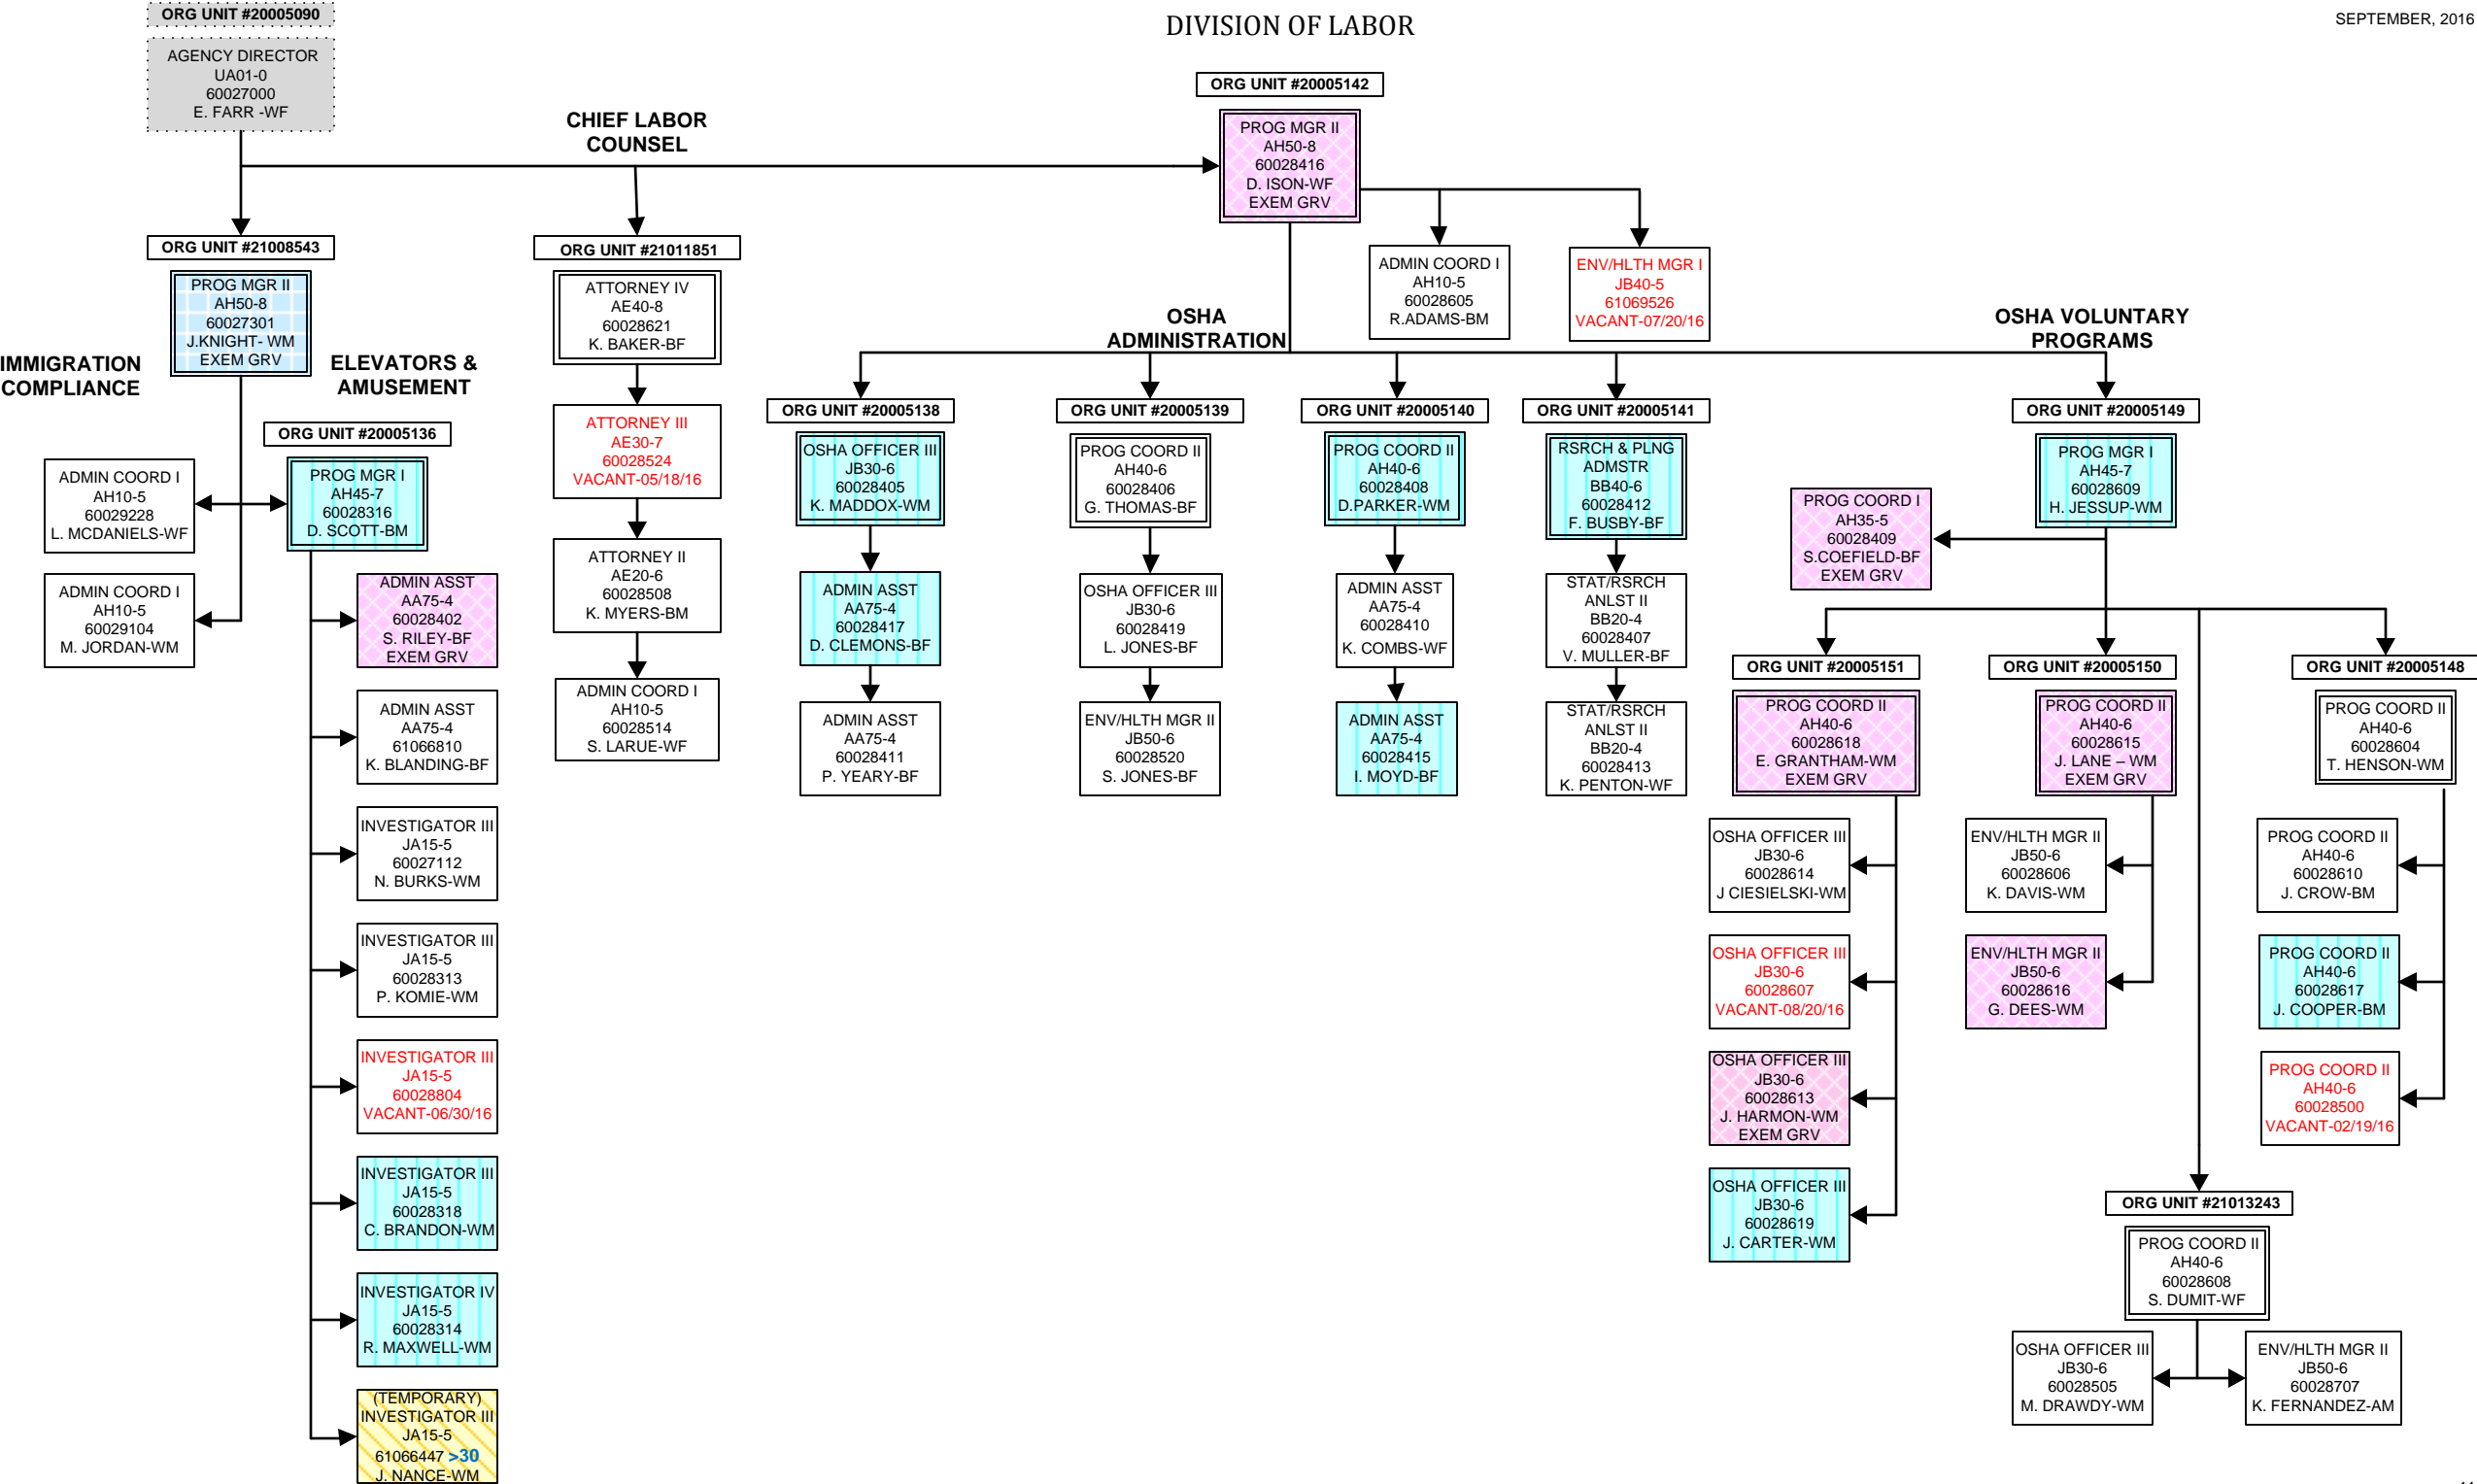 ORG UNIT #20005090
DIVISION OF LABOR
SEPTEMBER, 2016
AGENCY DIRECTOR
UA01-0
60027000
E. FARR -WF
ORG UNIT #20005142
PROG MGR II
AH50-8
60028416
D. ISON-WF
EXEM GRV
CHIEF LABOR
COUNSEL
ADMIN COORD I
AH10-5
60028605
R.ADAMS-BM
ENV/HLTH MGR I
JB40-5
61069526
VACANT-07/20/16
ORG UNIT #21008543
PROG MGR II
AH50-8
60027301
J.KNIGHT- WM
EXEM GRV
IMMIGRATION
COMPLIANCE
ADMIN COORD I
AH10-5
60029228
L. MCDANIELS-WF
ADMIN COORD I
AH10-5
60029104
M. JORDAN-WM
ELEVATORS &
AMUSEMENT
ORG UNIT #20005136
PROG MGR I
AH45-7
60028316
D. SCOTT-BM
ADMIN ASST
AA75-4
60028402
S. RILEY-BF
EXEM GRV
ADMIN ASST
AA75-4
61066810
K. BLANDING-BF
INVESTIGATOR III
JA15-5
60027112
N. BURKS-WM
INVESTIGATOR III
JA15-5
60028313
P. KOMIE-WM
INVESTIGATOR III
JA15-5
60028804
VACANT-06/30/16
INVESTIGATOR III
JA15-5
60028318
C. BRANDON-WM
INVESTIGATOR IV
JA15-5
60028314
R. MAXWELL-WM
(TEMPORARY)
INVESTIGATOR III
JA15-5
61066447 >30
J. NANCE-WM
ORG UNIT #21011851
ATTORNEY IV
AE40-8
60028621
K. BAKER-BF
ATTORNEY III
AE30-7
60028524
VACANT-05/18/16
ATTORNEY II
AE20-6
60028508
K. MYERS-BM
ADMIN COORD I
AH10-5
60028514
S. LARUE-WF
OSHA
ADMINISTRATION
ORG UNIT #20005138
OSHA OFFICER III
JB30-6
60028405
K. MADDOX-WM
ADMIN ASST
AA75-4
60028417
D. CLEMONS-BF
ADMIN ASST
AA75-4
60028411
P. YEARY-BF
ORG UNIT #20005139
PROG COORD II
AH40-6
60028406
G. THOMAS-BF
OSHA OFFICER III
JB30-6
60028419
L. JONES-BF
ENV/HLTH MGR II
JB50-6
60028520
S. JONES-BF
ORG UNIT #20005140
PROG COORD II
AH40-6
60028408
D.PARKER-WM
ADMIN ASST
AA75-4
60028410
K. COMBS-WF
ADMIN ASST
AA75-4
60028415
I. MOYD-BF
ORG UNIT #20005141
RSRCH & PLNG
ADMSTR
BB40-6
60028412
F. BUSBY-BF
STAT/RSRCH
ANLST II
BB20-4
60028407
V. MULLER-BF
STAT/RSRCH
ANLST II
BB20-4
60028413
K. PENTON-WF
OSHA VOLUNTARY
PROGRAMS
ORG UNIT #20005149
PROG MGR I
AH45-7
60028609
H. JESSUP-WM
PROG COORD I
AH35-5
60028409
S.COEFIELD-BF
EXEM GRV
ORG UNIT #20005151
PROG COORD II
AH40-6
60028618
E. GRANTHAM-WM
EXEM GRV
OSHA OFFICER III
JB30-6
60028614
J CIESIELSKI-WM
OSHA OFFICER III
JB30-6
60028607
VACANT-08/20/16
OSHA OFFICER III
JB30-6
60028613
J. HARMON-WM
EXEM GRV
OSHA OFFICER III
JB30-6
60028619
J. CARTER-WM
ORG UNIT #20005150
PROG COORD II
AH40-6
60028615
J. LANE – WM
EXEM GRV
ENV/HLTH MGR II
JB50-6
60028606
K. DAVIS-WM
ENV/HLTH MGR II
JB50-6
60028616
G. DEES-WM
ORG UNIT #20005148
PROG COORD II
AH40-6
60028604
T. HENSON-WM
PROG COORD II
AH40-6
60028610
J. CROW-BM
PROG COORD II
AH40-6
60028617
J. COOPER-BM
PROG COORD II
AH40-6
60028500
VACANT-02/19/16
ORG UNIT #21013243
PROG COORD II
AH40-6
60028608
S. DUMIT-WF
OSHA OFFICER III
JB30-6
60028505
M. DRAWDY-WM
ENV/HLTH MGR II
JB50-6
60028707
K. FERNANDEZ-AM